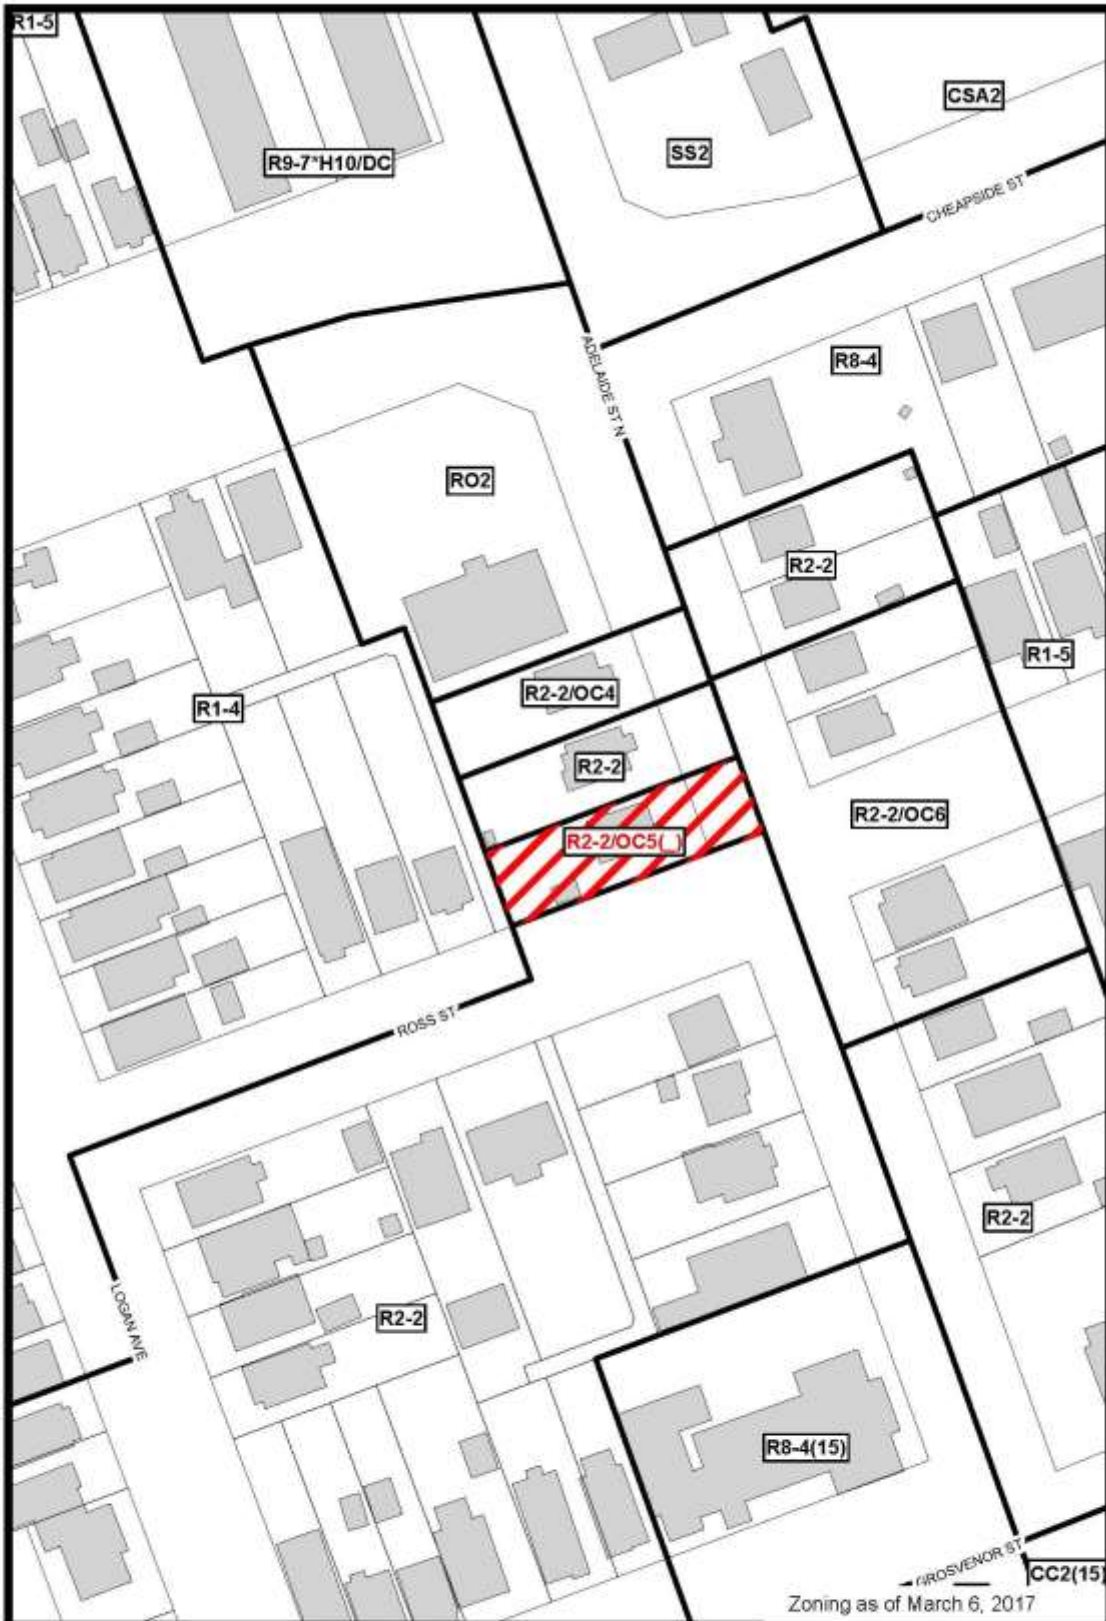 R1-5
CSA2
SS2
R9-7*H10/DC
CHEAPSIDE ST
ADELAIDE ST N
R8-4
RO2
R2-2
R1-5
R2-2/OC4
R1-4
R2-2
R2-2/OC6
R2-2/OC5(_)
ROSS ST
R2-2
LOGAN AVE
R2-2
R8-4(15)
GROSVENOR ST
CC2(15)
Zoning as of March 6, 2017